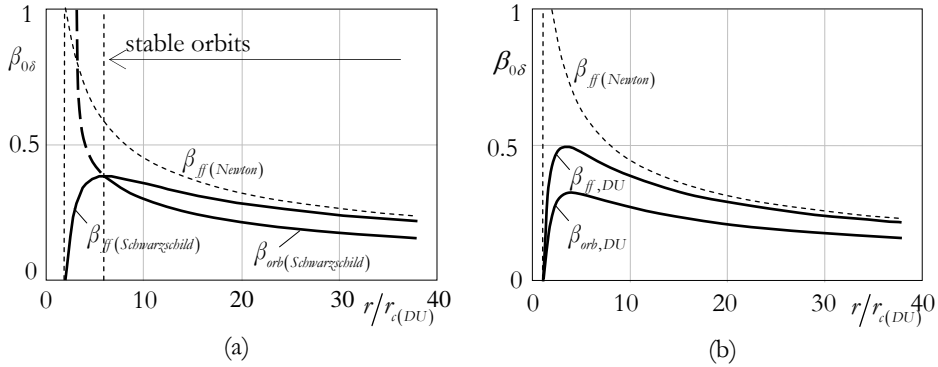 1
β0δ
stable orbits
0.5
βff(Newton)
βff(Schwarzschild)
βorb(Schwarzschild)
0
0 10 20 30 40
r/rc(DU)
(a)
1
β0δ
βff(Newton)
0.5
βff,DU
βorb,DU
0
0 10 20 30 40
r/rc(DU)
(b)